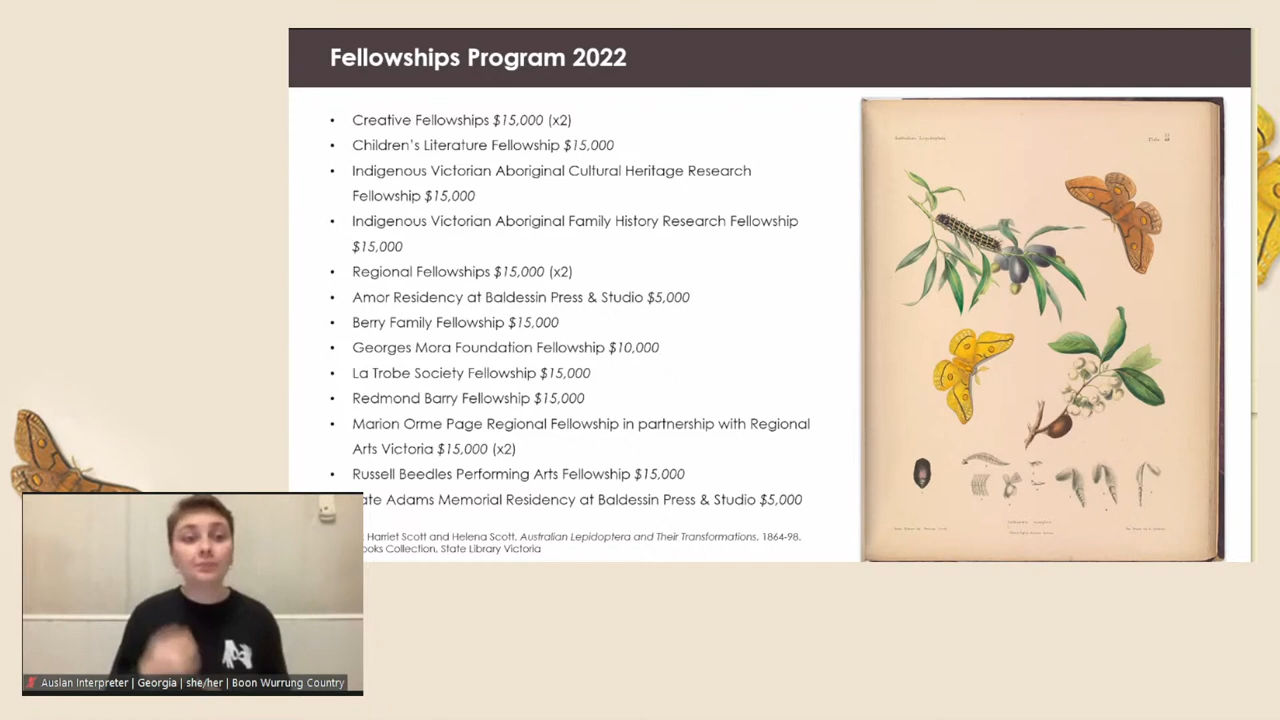 Fellowships Program 2022
• Creative Fellowships $15,000 (x2)
• Children's Literature Fellowship $15,000
• Indigenous Victorian Aboriginal Cultural Heritage Research
Fellowship $15,000
• Indigenous Victorian Aboriginal Family History Research Fellowship
$15,000
• Regional Fellowships $15,000 (x2)
• Amor Residency at Baldessin Press & Studio $5,000
• Berry Family Fellowship $15,000
• Georges Mora Foundation Fellowship $10,000
• La Trobe Society Fellowship $15,000
• Redmond Barry Fellowship $15,000
• Marion Orme Page Regional Fellowship in partnership with Regional
Arts Victoria $15,000 (x2)
• Russell Beedles Performing Arts Fellowship $15,000
ate Adams Memorial Residency at Baldessin Press & Studio $5,000
Harriet Scott and Helena Scott, Australian Lepidoptera and Their Transformations, 1864-98.
ooks Collection, State Library Victoria
Australian Lepidoptera
Plate
Auslan Interpreter | Georgia | she/her | Boon Wurrung Country